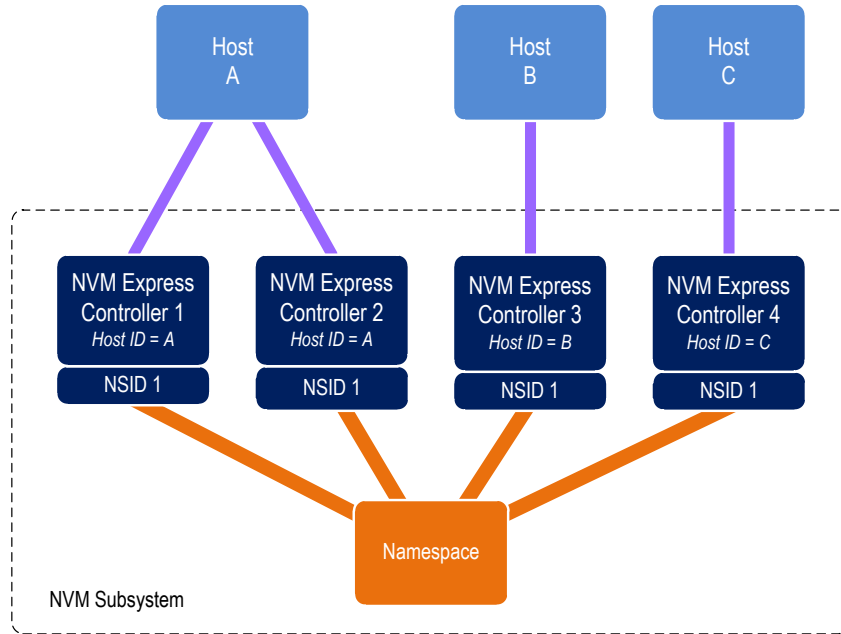 Host
A
Host
B
Host
C
NVM Express
Controller 1
Host ID = A
NVM Express
Controller 2
Host ID = A
NVM Express
Controller 3
Host ID = B
NVM Express
Controller 4
Host ID = C
NSID 1
NSID 1
NSID 1
NSID 1
Namespace
NVM Subsystem